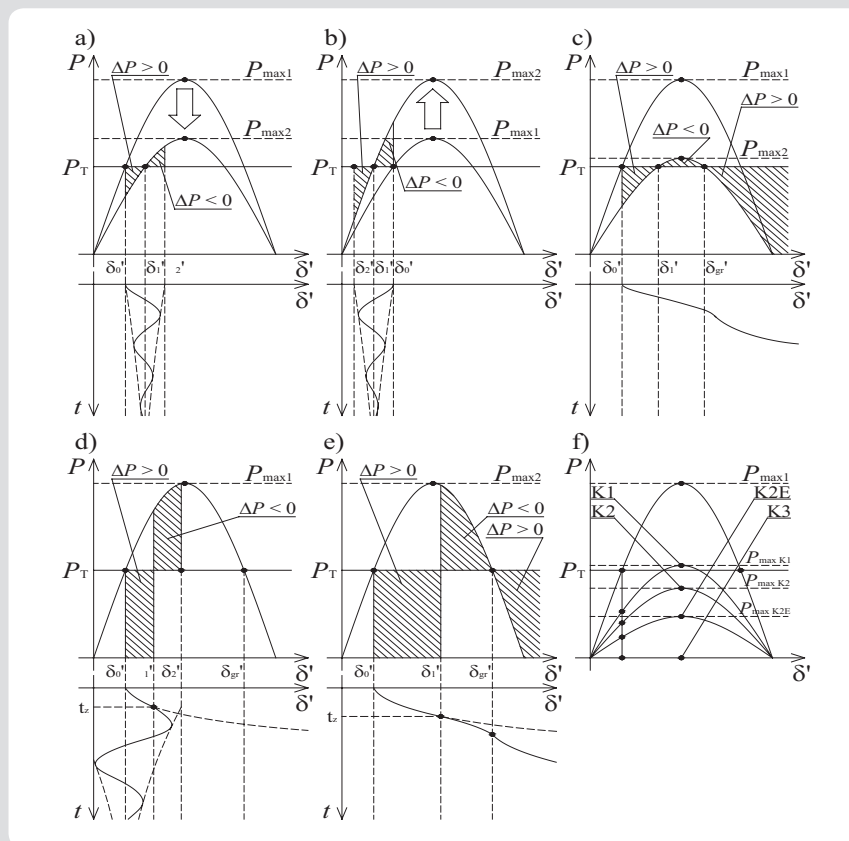 a)
P
ΔP > 0
Pmax1
Pmax2
PT
ΔP < 0
δ0'
δ1'
2'
δ'
δ'
t
b)
P
ΔP > 0
Pmax2
Pmax1
ΔP < 0
δ2'
δ1'
δ0'
δ'
δ'
t
c)
P
ΔP > 0
Pmax1
ΔP > 0
ΔP < 0
Pmax2
PT
δ0'
δ1'
δgr'
δ'
δ'
t
d)
P
ΔP > 0
Pmax1
ΔP < 0
PT
δ0'
1'
δ2'
δgr'
δ'
δ'
tz
t
e)
P
Pmax2
ΔP > 0
ΔP < 0
ΔP > 0
PT
δ0'
δ1'
δgr'
δ'
δ'
tz
t
f)
P
Pmax1
K1
K2E
K2
K3
Pmax K1
PT
Pmax K2
Pmax K2E
δ'